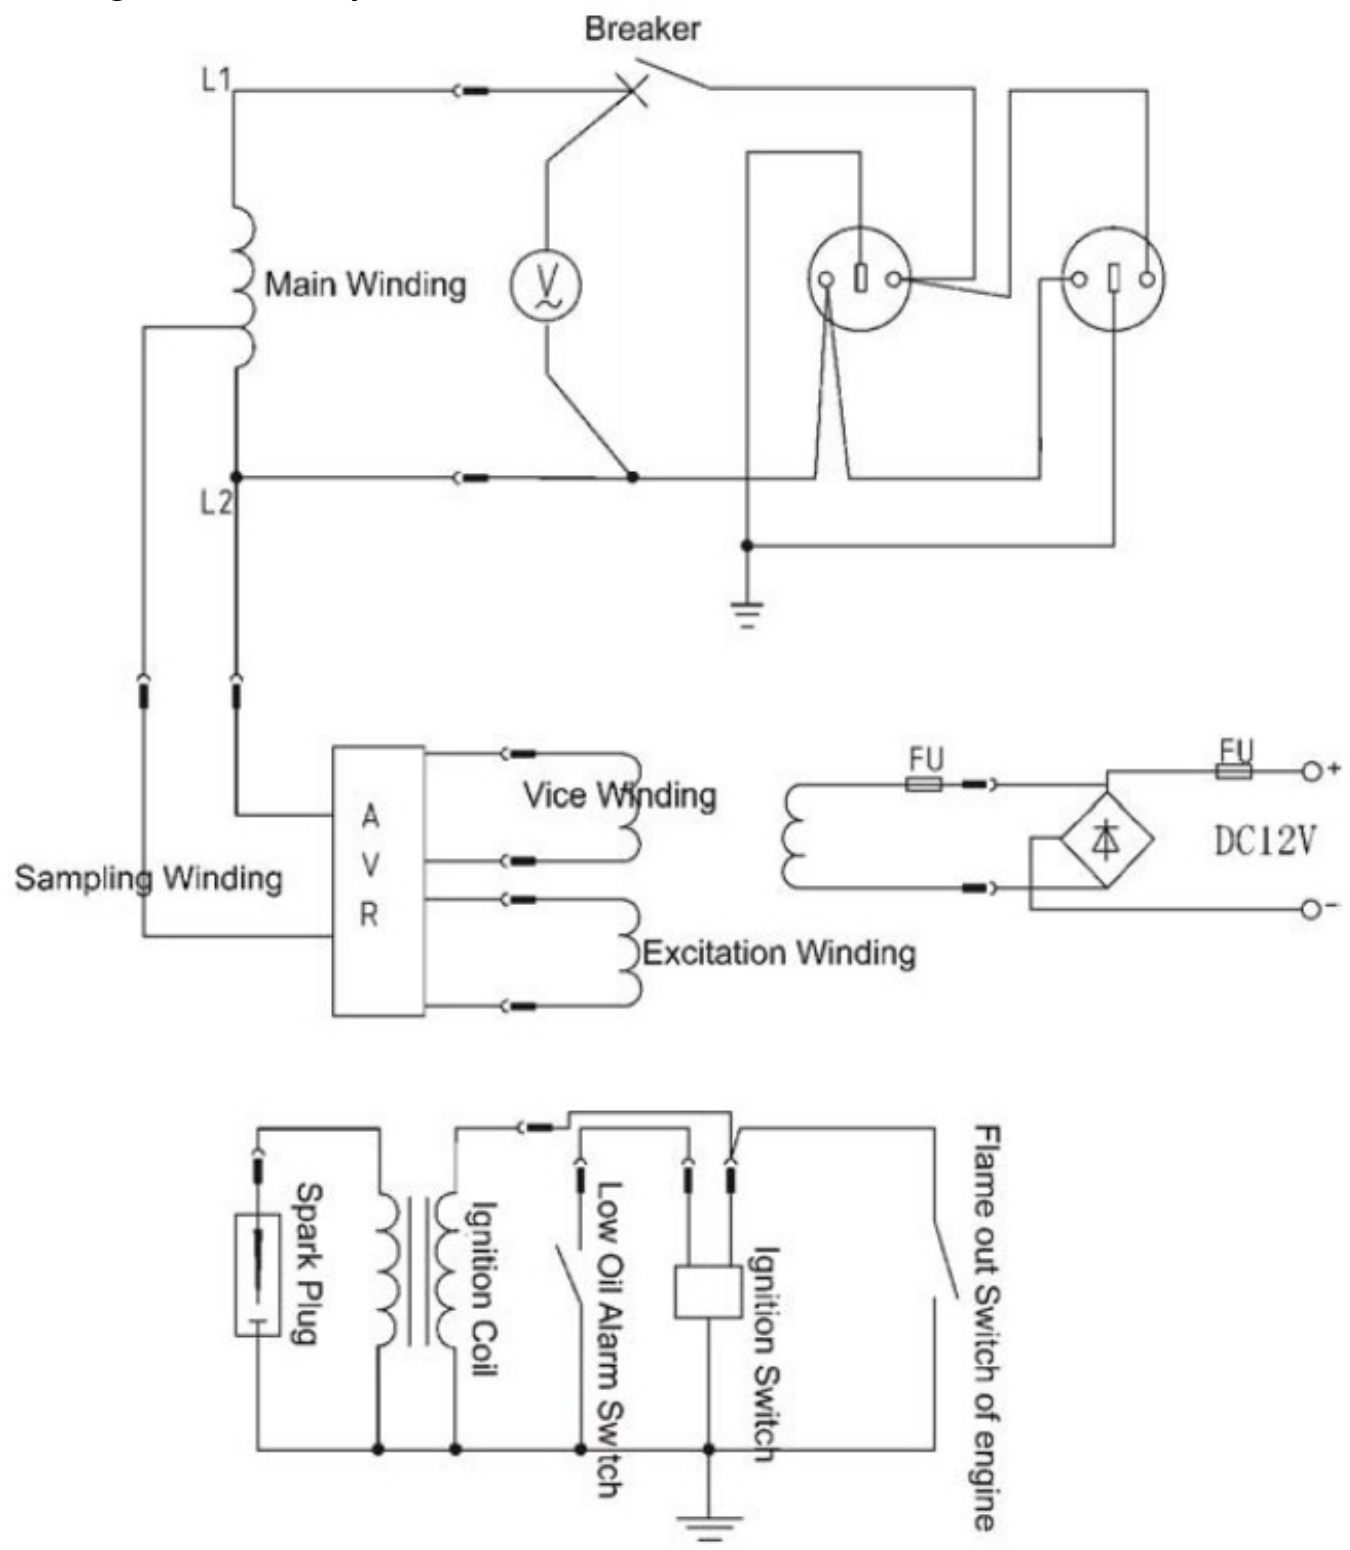 Breaker
L1
Main Winding
V
~
L2
FU
FU
+
Vice Winding
A
V
R
DC12V
Sampling Winding
-
Excitation Winding
Spark Plug
Ignition Coil
Low Oil Alarm Switch
Ignition Switch
Flame out Switch of engine